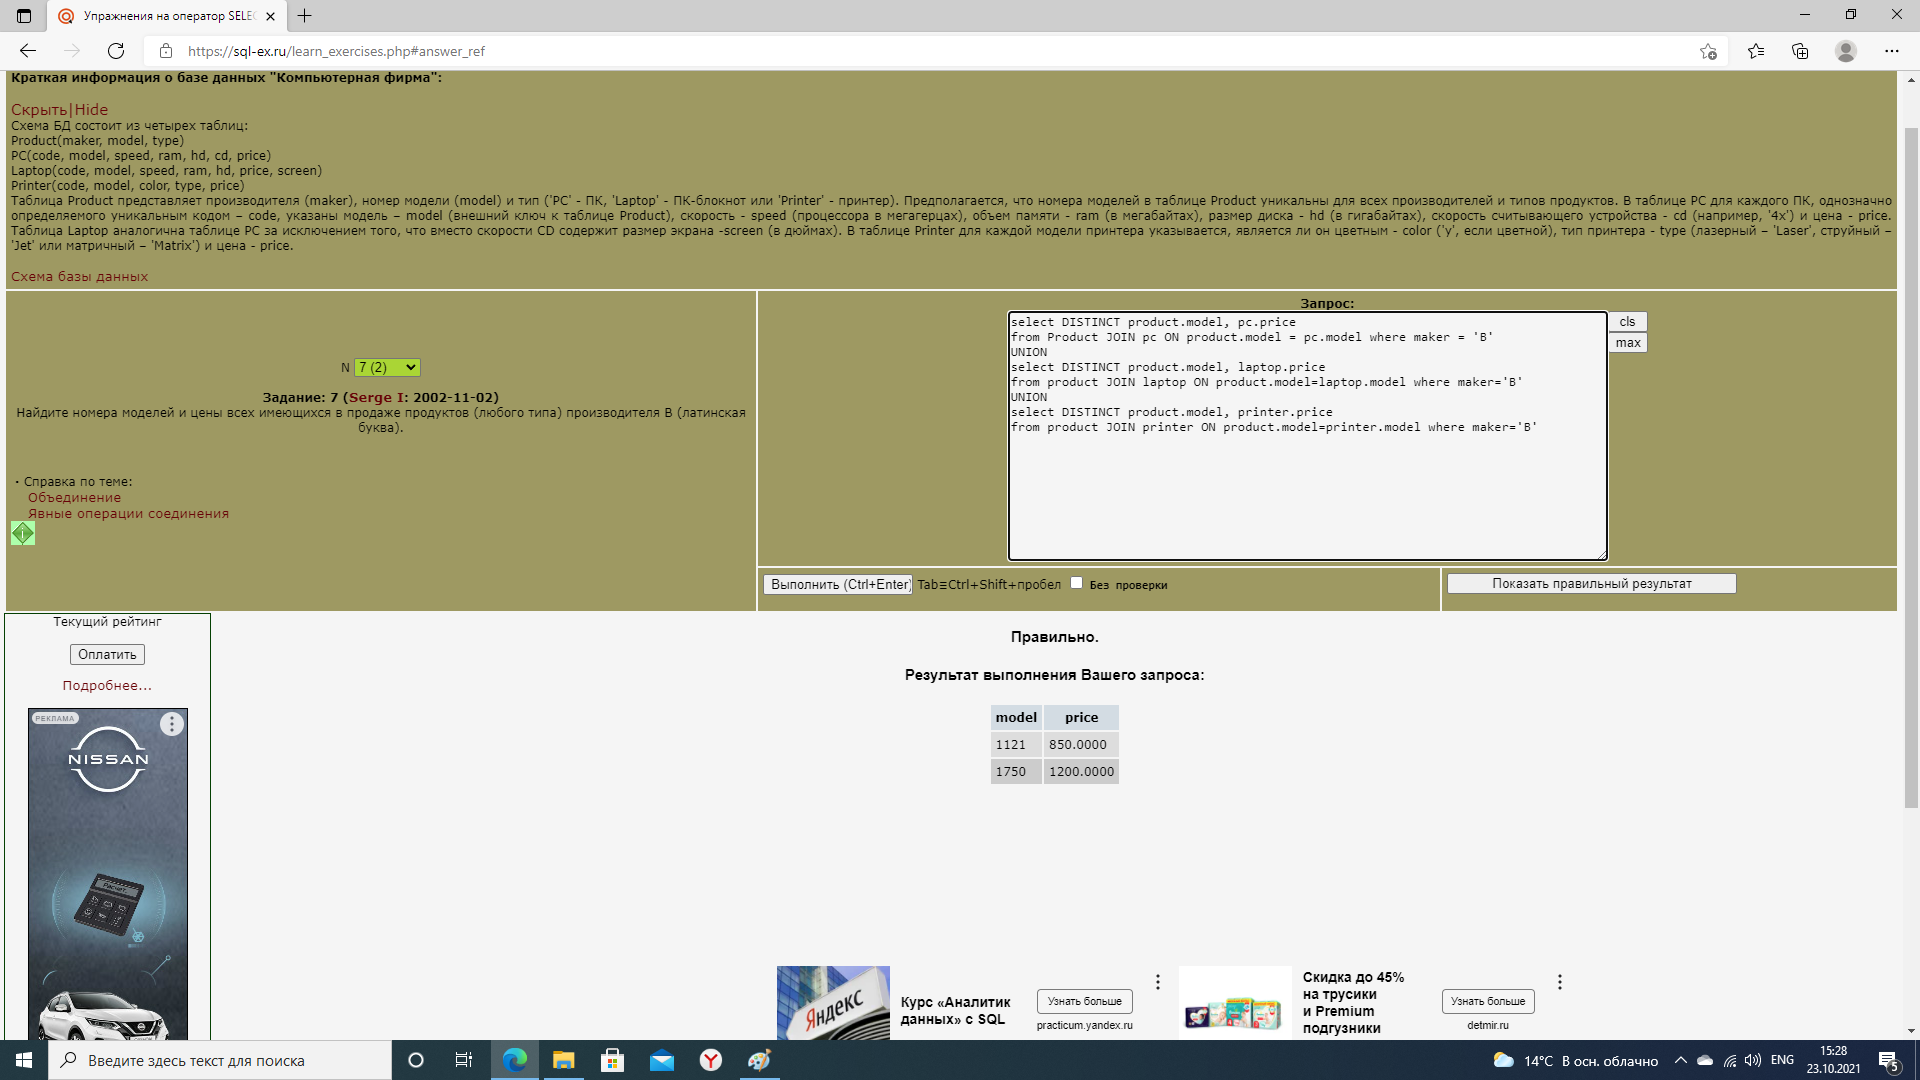 Упражнения на оператор SELEC
https://sql-ex.ru/learn_exercises.php#answer_ref
Краткая информация о базе данных "Компьютерная фирма":
Скрыть|Hide
Схема БД состоит из четырех таблиц:
Product(maker, model, type)
PC(code, model, speed, ram, hd, cd, price)
Laptop(code, model, speed, ram, hd, price, screen)
Printer(code, model, color, type, price)
Таблица Product представляет производителя (maker), номер модели (model) и тип ('PC' - ПК, 'Laptop' - ПК-блокнот или 'Printer' - принтер). Предполагается, что номера моделей в таблице Product уникальны для всех производителей и типов продуктов. В таблице PC для каждого ПК, однозначно
определяемого уникальным кодом – code, указаны модель – model (внешний ключ к таблице Product), скорость - speed (процессора в мегагерцах), объем памяти - ram (в мегабайтах), размер диска - hd (в гигабайтах), скорость считывающего устройства - cd (например, '4x') и цена - price.
Таблица Laptop аналогична таблице РС за исключением того, что вместо скорости CD содержит размер экрана -screen (в дюймах). В таблице Printer для каждой модели принтера указывается, является ли он цветным - color ('y', если цветной), тип принтера - type (лазерный – 'Laser', струйный –
'Jet' или матричный – 'Matrix') и цена - price.
Схема базы данных
N 7 (2)
Задание: 7 (Serge I: 2002-11-02)
Найдите номера моделей и цены всех имеющихся в продаже продуктов (любого типа) производителя B (латинская
буква).
· Справка по теме:
Объединение
Явные операции соединения
Запрос:
select DISTINCT product.model, pc.price
from Product JOIN pc ON product.model = pc.model where maker = 'B'
UNION
select DISTINCT product.model, laptop.price
from product JOIN laptop ON product.model=laptop.model where maker='B'
UNION
select DISTINCT product.model, printer.price
from product JOIN printer ON product.model=printer.model where maker='B'
cls
max
Выполнить (Ctrl+Enter) Tab≡Ctrl+Shift+пробел Без проверки
Показать правильный результат
Текущий рейтинг
Оплатить
Подробнее...
РЕКЛАМА
NISSAN
Расчет
Правильно.
Результат выполнения Вашего запроса:
model price
1121 850.0000
1750 1200.0000
Яндекс
Курс «Аналитик
данных» с SQL
Узнать больше
practicum.yandex.ru
Скидка до 45%
на трусики
и Premium
подгузники
Узнать больше
detmir.ru
Введите здесь текст для поиска
14°C В осн. облачно
ENG
15:28
23.10.2021
5